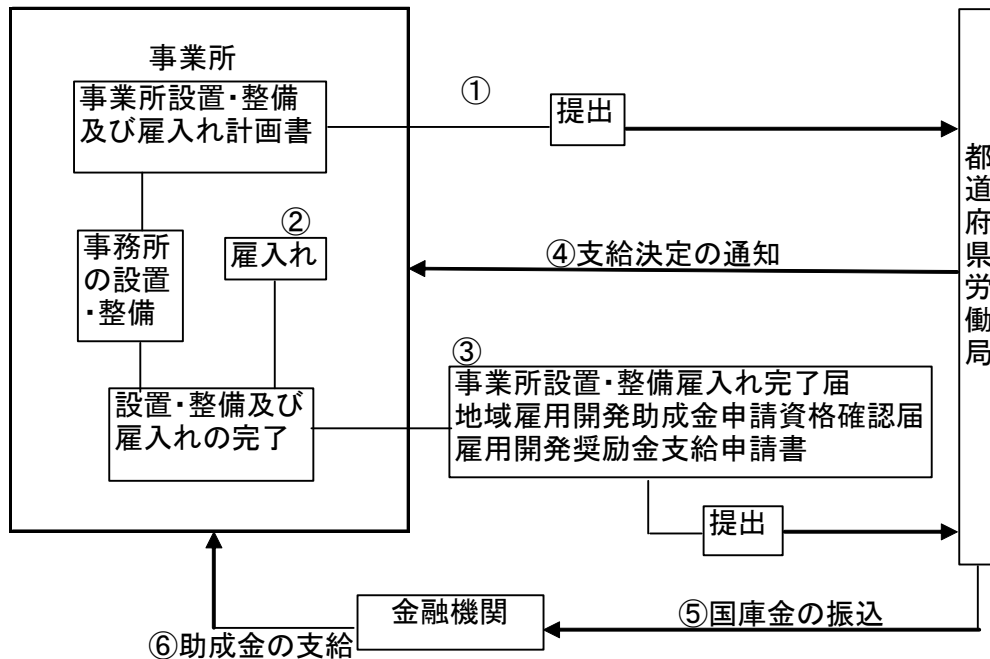 事業所
事業所設置・整備
及び雇入れ計画書
①
提出
都道府県労働局
②
雇入れ
事務所
の設置
・整備
④支給決定の通知
③
事業所設置・整備雇入れ完了届
地域雇用開発助成金申請資格確認届
雇用開発奨励金支給申請書
設置・整備及び
雇入れの完了
提出
金融機関
⑤国庫金の振込
⑥助成金の支給